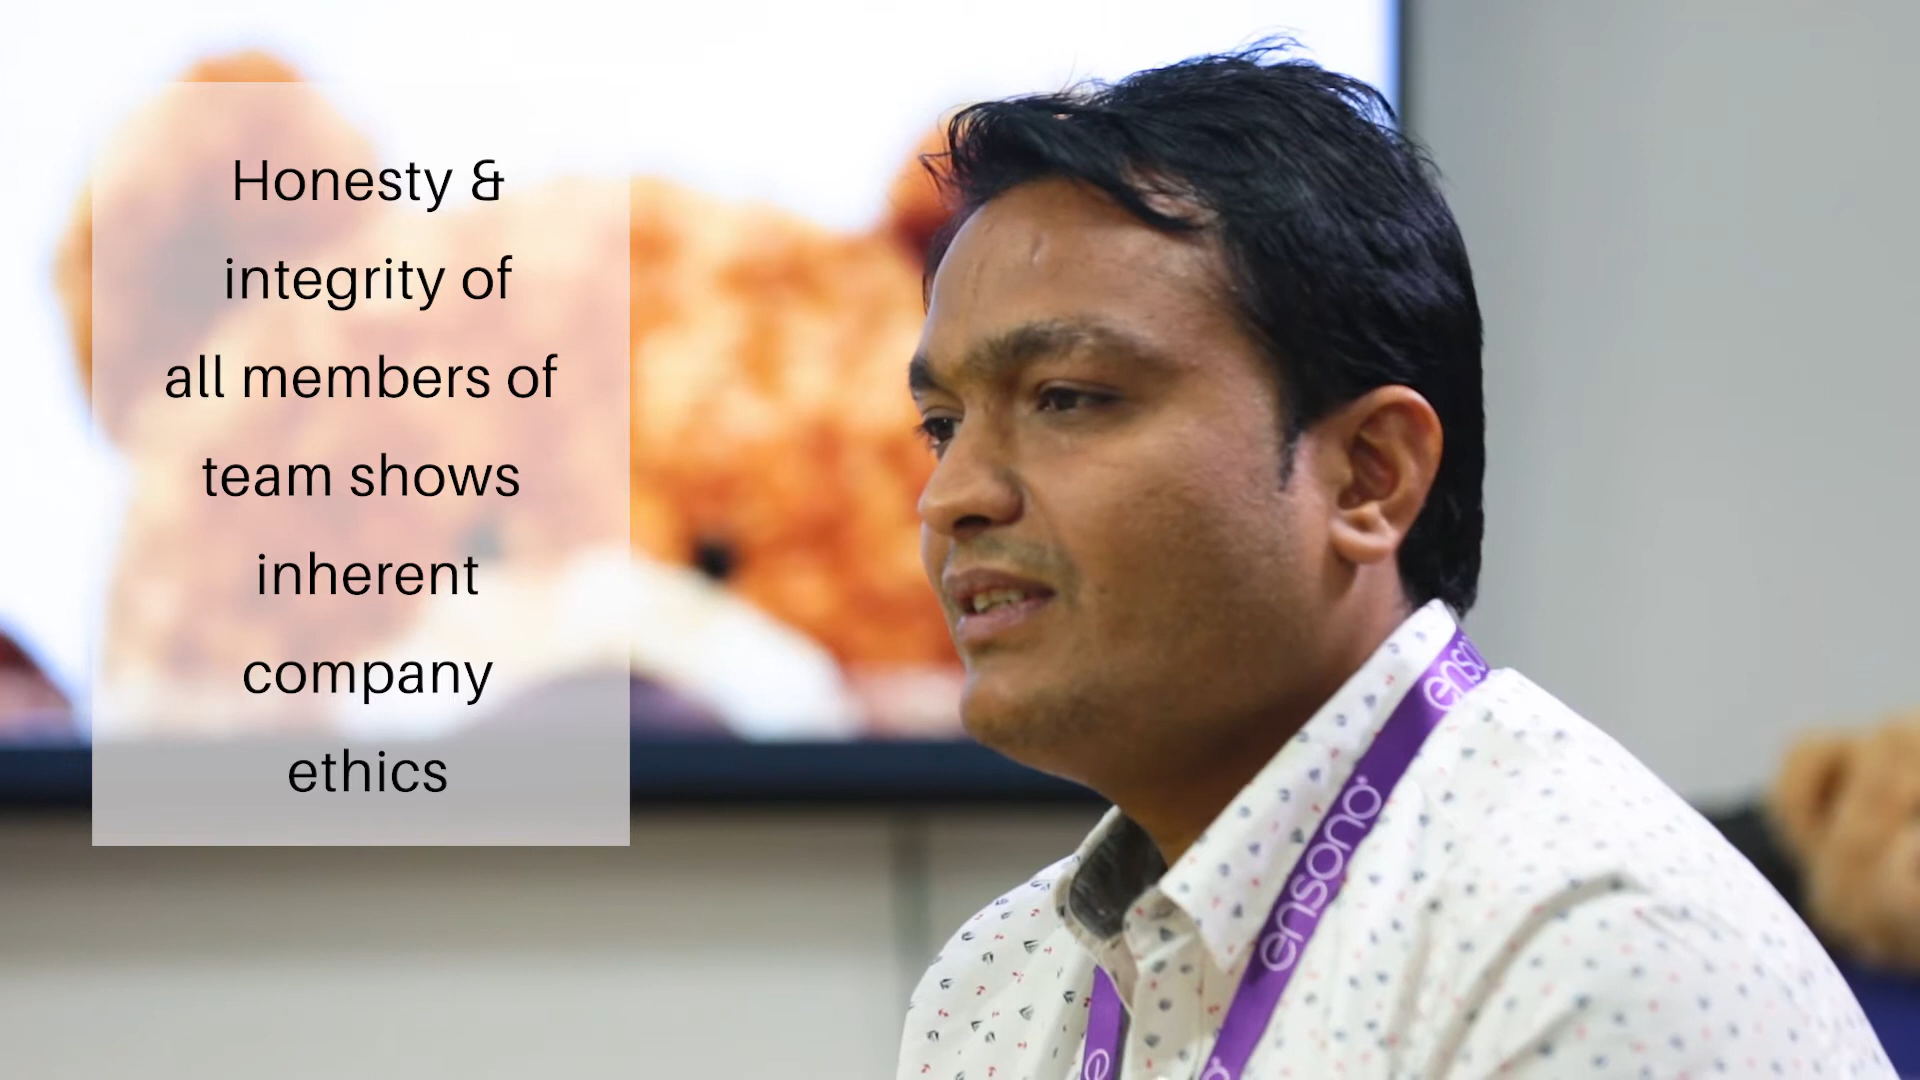 Honesty &
integrity of
all members of
team shows
inherent
company
ethics
ensono
ensono